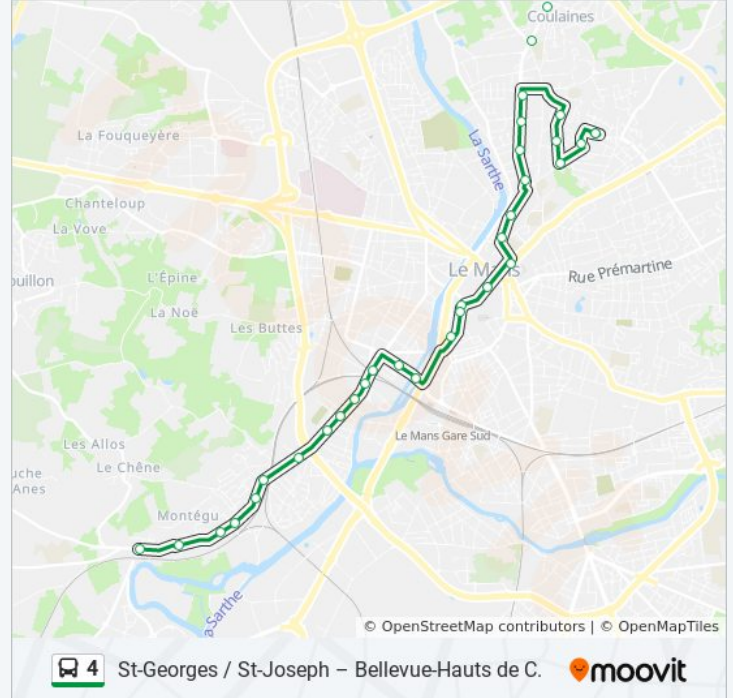 Coulaines
La Fouqueyère
La Sarthe
Chanteloup
La Vove
Le Mans
Rue Prémartine
ouillon
L'Épine
La Noë
Les Buttes
Le Mans Gare Sud
Les Allos
Le Chêne
uche
Anes
Montégu
a Sarthe
© OpenStreetMap contributors | © OpenMapTiles
4 St-Georges / St-Joseph – Bellevue-Hauts de C.
moovit